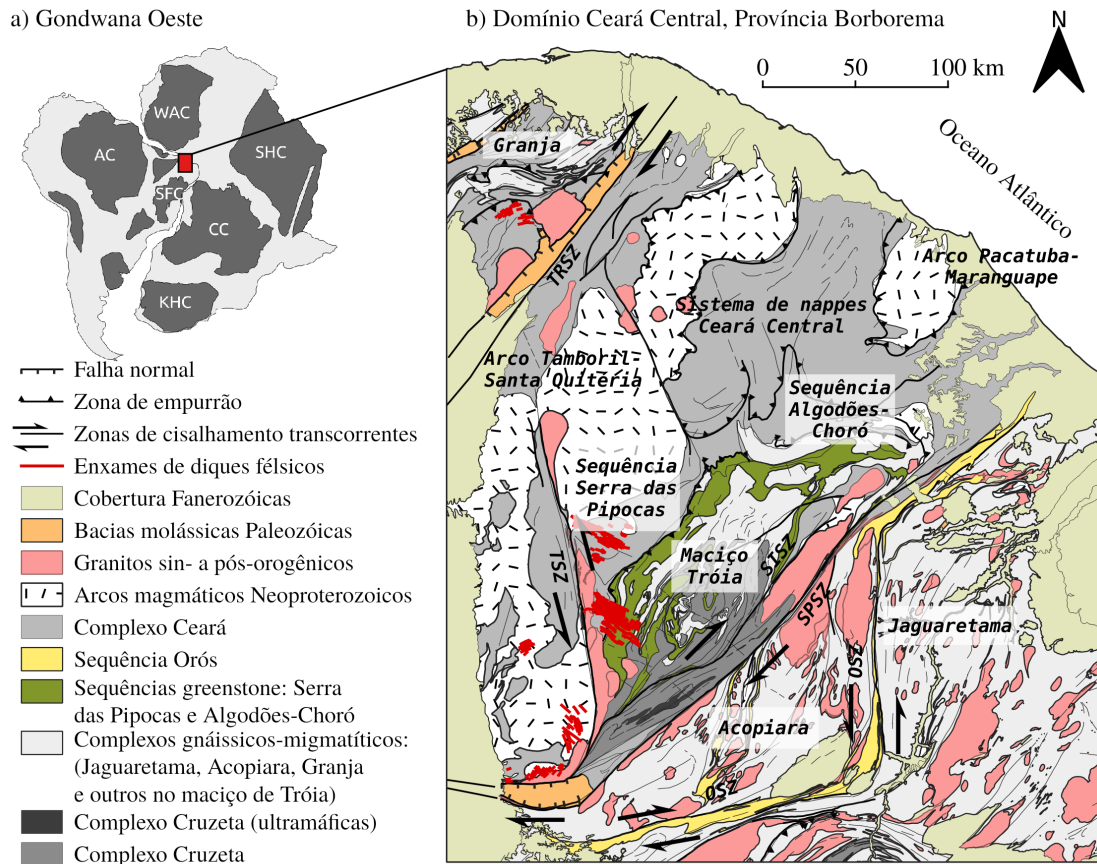 a) Gondwana Oeste
WAC
AC
SHC
SFC
CC
KHC
Falha normal
Zona de empurrão
Zonas de cisalhamento transcorrentes
Enxames de diques félsicos
Cobertura Fanerozóicas
Bacias molássicas Paleozóicas
Granitos sin- a pós-orogênicos
Arcos magmáticos Neoproterozoicos
Complexo Ceará
Sequência Orós
Sequências greenstone: Serra
das Pipocas e Algodões-Choró
Complexos gnáissicos-migmatíticos:
(Jaguaretama, Acopiara, Granja
e outros no maciço de Tróia)
Complexo Cruzeta (ultramáficas)
Complexo Cruzeta
b) Domínio Ceará Central, Província Borborema
N
0 50 100 km
Oceano Atlântico
Granja
TRSZ
Arco Pacatuba-
Maranguape
Sistema de nappes
Ceará Central
Arco Tamboril-
Santa Quitéria
Sequência
Algodões-
Choró
Sequência
Serra das
Pipocas
Maciço
Tróia
TSZ
STSZ
SPSZ
Jaguaretama
OSZ
Acopiara
OSZ